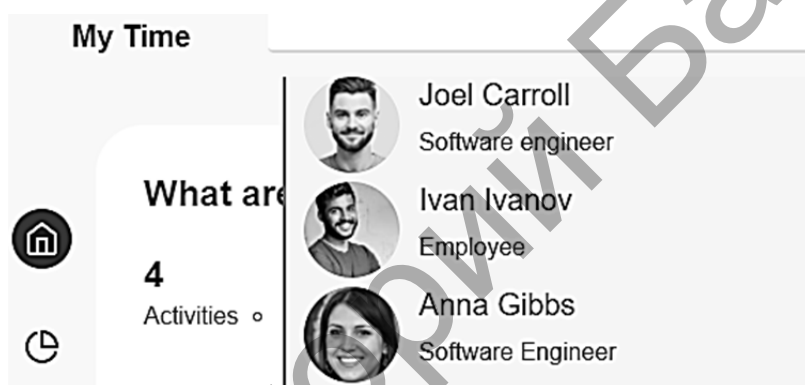 My Time
What are
4
Activities
Joel Carroll
Software engineer
Ivan Ivanov
Employee
Anna Gibbs
Software Engineer